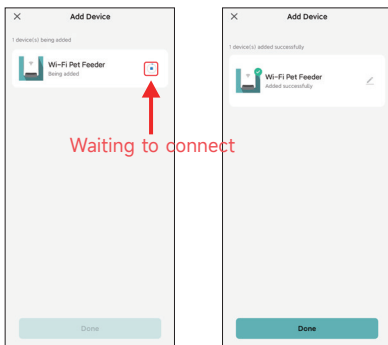 Add Device
1 device(s) being added
Wi-Fi Pet Feeder
Being added
Waiting to connect
Done
Add Device
1 device(s) added successfully
Wi-Fi Pet Feeder
Added successfully
Done